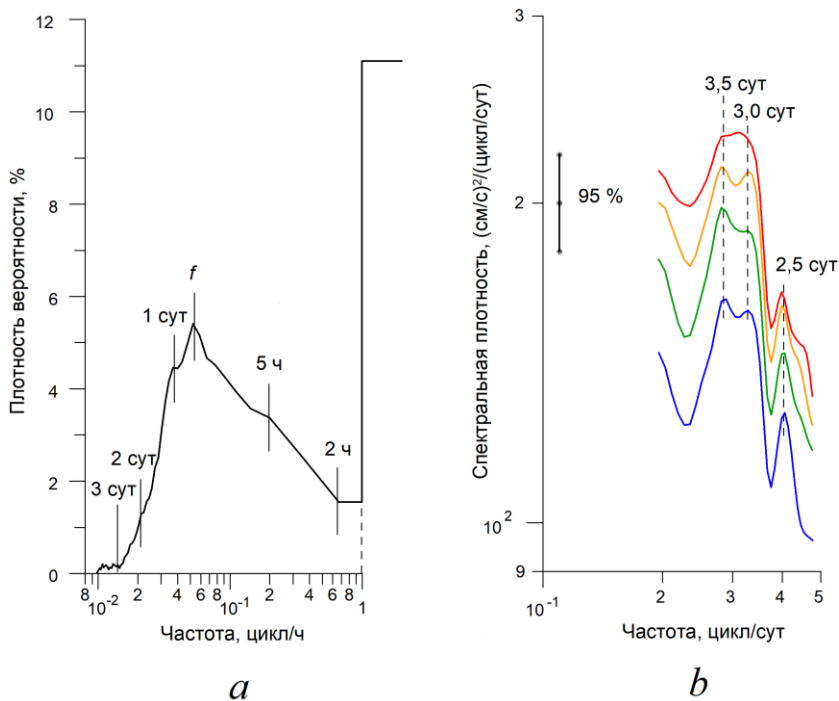 Плотность вероятности, %
12
10
8
6
4
2
0
3 сут
2 сут
1 сут
f
5 ч
2 ч
8 10⁻² 2 4 6 8 10⁻¹ 2 4 6 8 1
Частота, цикл/ч
a
Спектральная плотность, (см/с)²/(цикл/сут)
3
2
10²
9
95 %
3,5 сут
3,0 сут
2,5 сут
10⁻¹ 2 3 4 5
Частота, цикл/сут
b